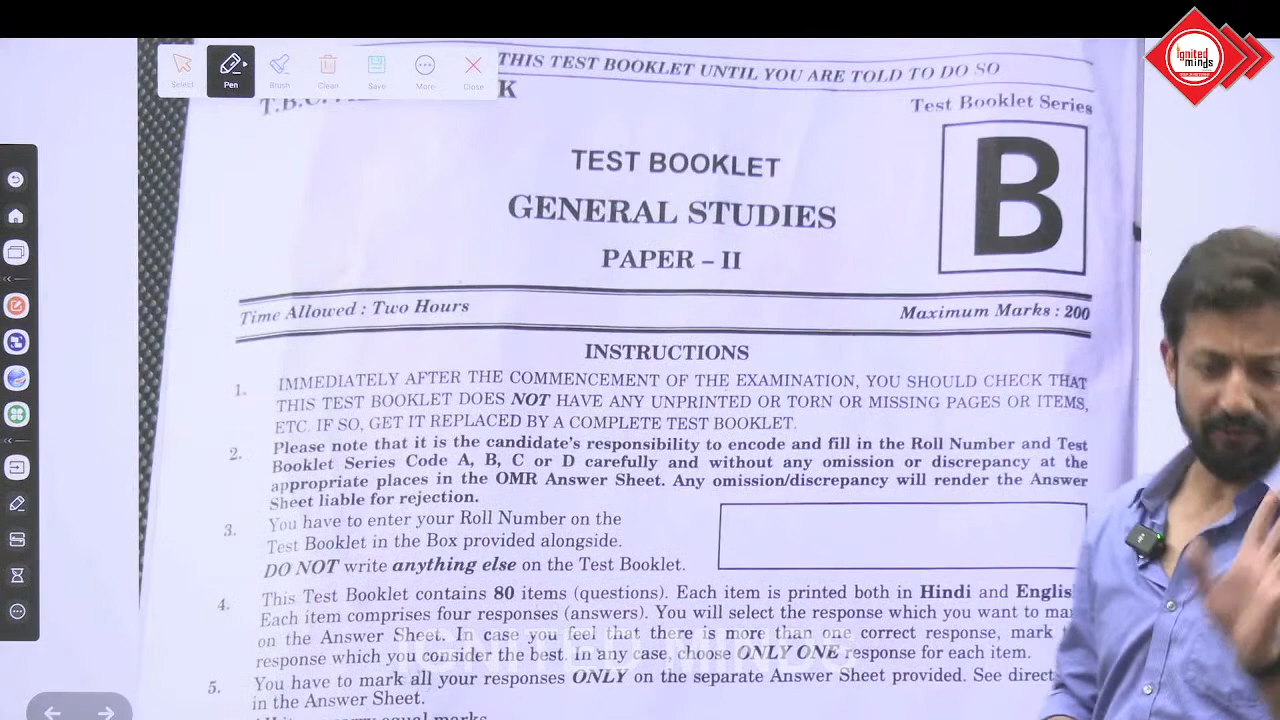 THIS TEST BOOKLET UNTIL YOU ARE TOLD TO DO SO
Select
Pen
Brush
Clean
Save
More
Close
K
Test Booklet Series
B
TEST BOOKLET
GENERAL STUDIES
PAPER – II
Time Allowed : Two Hours
Maximum Marks : 200
INSTRUCTIONS
1. IMMEDIATELY AFTER THE COMMENCEMENT OF THE EXAMINATION, YOU SHOULD CHECK THAT
THIS TEST BOOKLET DOES NOT HAVE ANY UNPRINTED OR TORN OR MISSING PAGES OR ITEMS,
ETC. IF SO, GET IT REPLACED BY A COMPLETE TEST BOOKLET.
2. Please note that it is the candidate's responsibility to encode and fill in the Roll Number and Test
Booklet Series Code A, B, C or D carefully and without any omission or discrepancy at the
appropriate places in the OMR Answer Sheet. Any omission/discrepancy will render the Answer
Sheet liable for rejection.
3. You have to enter your Roll Number on the
Test Booklet in the Box provided alongside.
DO NOT write anything else on the Test Booklet.
4. This Test Booklet contains 80 items (questions). Each item is printed both in Hindi and Englis
Each item comprises four responses (answers). You will select the response which you want to ma
on the Answer Sheet. In case you feel that there is more than one correct response, mark
response which you consider the best. In any case, choose ONLY ONE response for each item.
5. You have to mark all your responses ONLY on the separate Answer Sheet provided. See direct
in the Answer Sheet.
carry equal marks
Ignited
minds
IGNITED MINDS